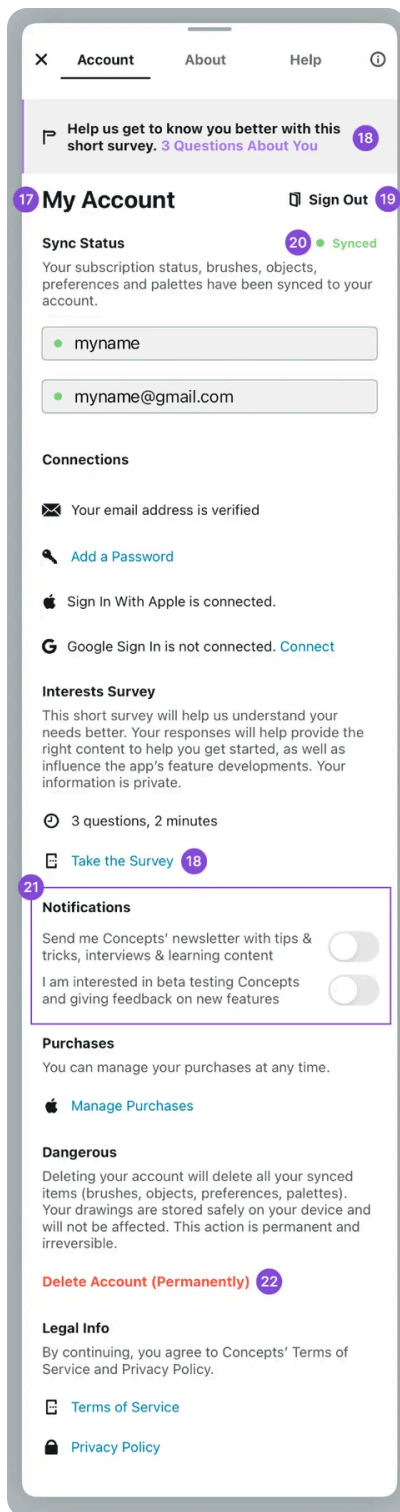 Account About Help
Help us get to know you better with this
short survey. 3 Questions About You 18
17 My Account Sign Out 19
Sync Status 20 Synced
Your subscription status, brushes, objects,
preferences and palettes have been synced to your
account.
myname
myname@gmail.com
Connections
Your email address is verified
Add a Password
Sign In With Apple is connected.
Google Sign In is not connected. Connect
Interests Survey
This short survey will help us understand your
needs better. Your responses will help provide the
right content to help you get started, as well as
influence the app's feature developments. Your
information is private.
3 questions, 2 minutes
Take the Survey 18
21
Notifications
Send me Concepts' newsletter with tips &
tricks, interviews & learning content
I am interested in beta testing Concepts
and giving feedback on new features
Purchases
You can manage your purchases at any time.
Manage Purchases
Dangerous
Deleting your account will delete all your synced
items (brushes, objects, preferences, palettes).
Your drawings are stored safely on your device and
will not be affected. This action is permanent and
irreversible.
Delete Account (Permanently) 22
Legal Info
By continuing, you agree to Concepts' Terms of
Service and Privacy Policy.
Terms of Service
Privacy Policy